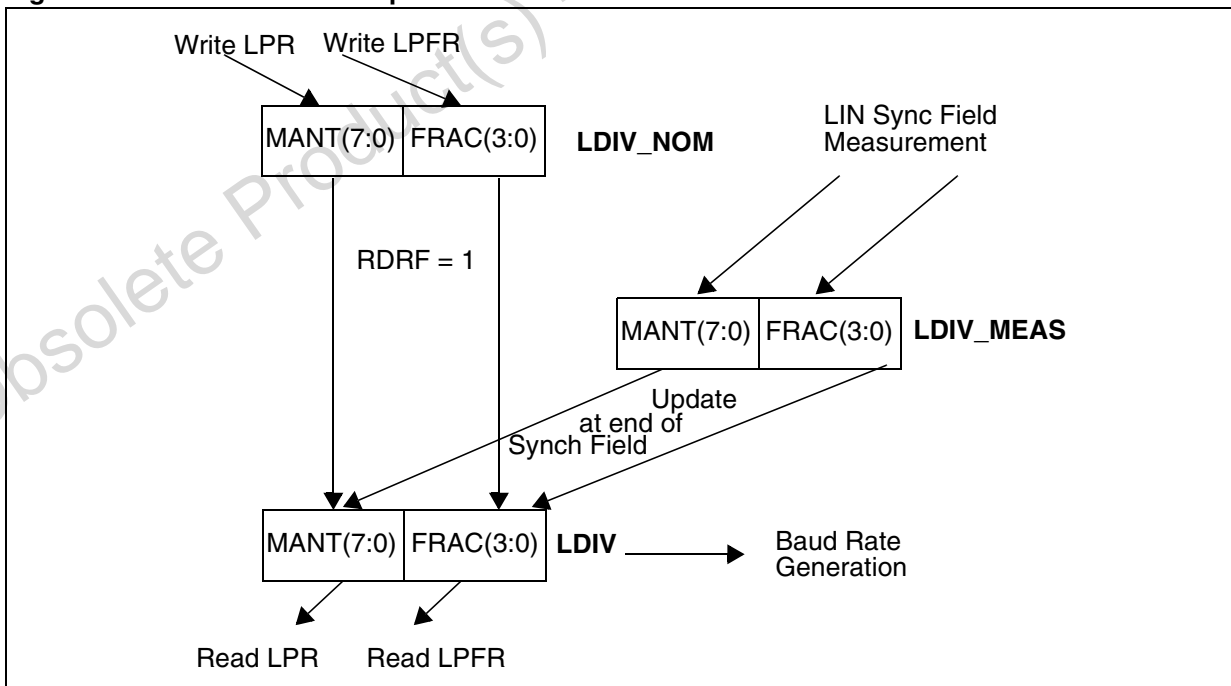 Write LPR Write LPFR
MANT(7:0) FRAC(3:0) LDIV_NOM
LIN Sync Field
Measurement
RDRF = 1
MANT(7:0) FRAC(3:0) LDIV_MEAS
Update
at end of
Synch Field
MANT(7:0) FRAC(3:0) LDIV
Baud Rate
Generation
Read LPR Read LPFR
Obsolete Product(s)